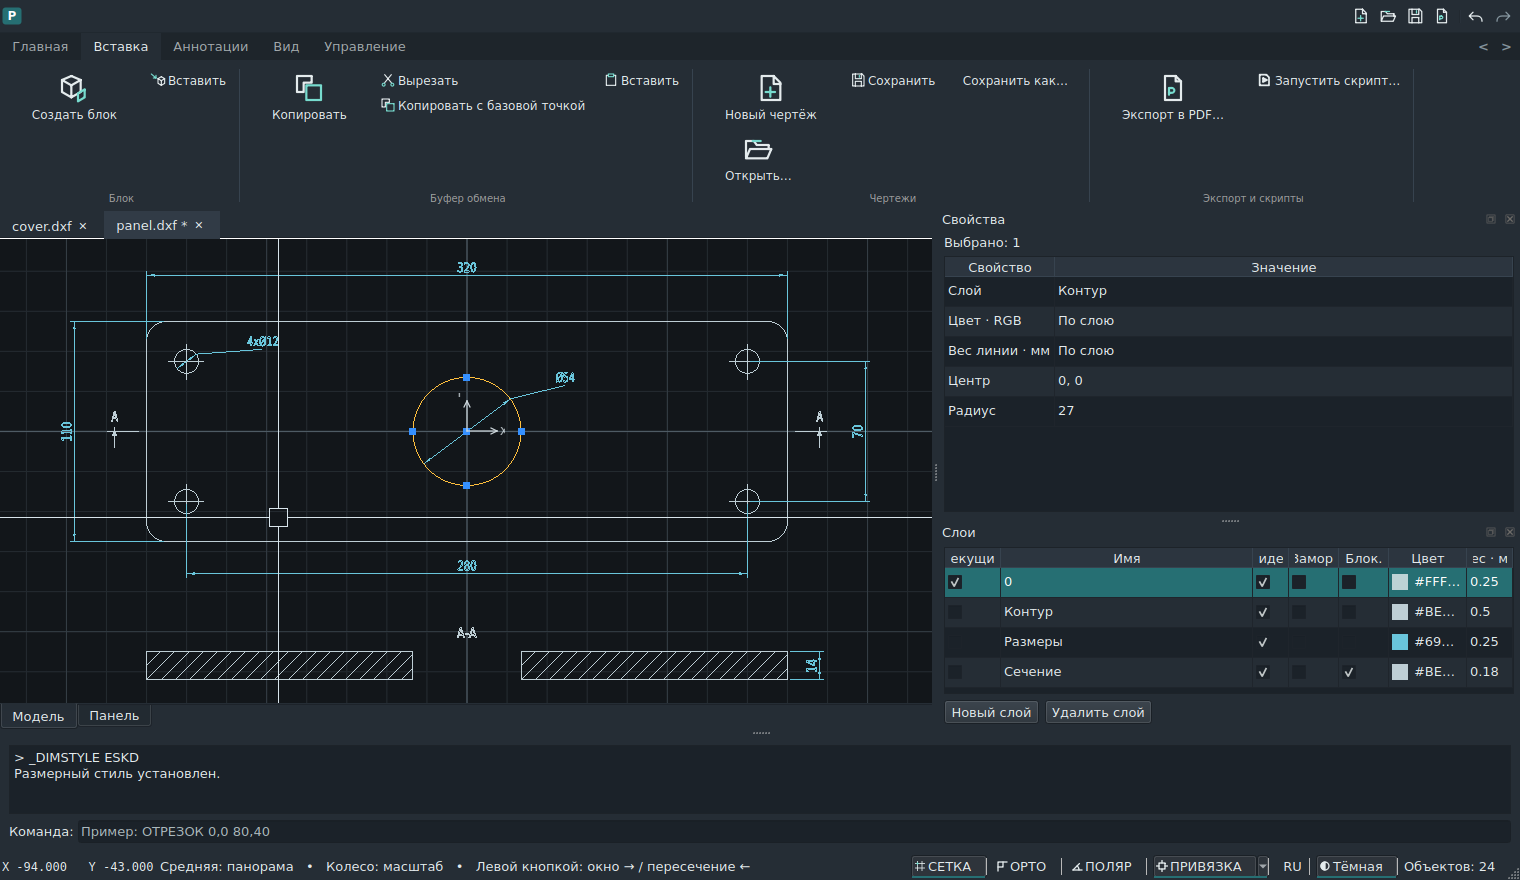 P
Главная Вставка Аннотации Вид Управление < >
Вставить Вырезать Вставить Сохранить Сохранить как... Запустить скрипт...
Копировать с базовой точкой
Создать блок Копировать Новый чертёж Экспорт в PDF...
Открыть...
Блок Буфер обмена Чертежи Экспорт и скрипты
cover.dxf × panel.dxf * ×
320
4xØ12
Ø54
A A
110
70
X
280
A-A
14
Модель Панель
Свойства
Выбрано: 1
Свойство Значение
Слой Контур
Цвет · RGB По слою
Вес линии · мм По слою
Центр 0, 0
Радиус 27
Слои
екущи Имя иде Замор Блок. Цвет ес · м
0 #FFF... 0.25
Контур #BE... 0.5
Размеры #69... 0.25
Сечение #BE... 0.18
Новый слой Удалить слой
> _DIMSTYLE ESKD
Размерный стиль установлен.
Команда: Пример: ОТРЕЗОК 0,0 80,40
X -94.000 Y -43.000 Средняя: панорама • Колесо: масштаб • Левой кнопкой: окно → / пересечение ← СЕТКА ОРТО ПОЛЯР ПРИВЯЗКА RU Тёмная Объектов: 24